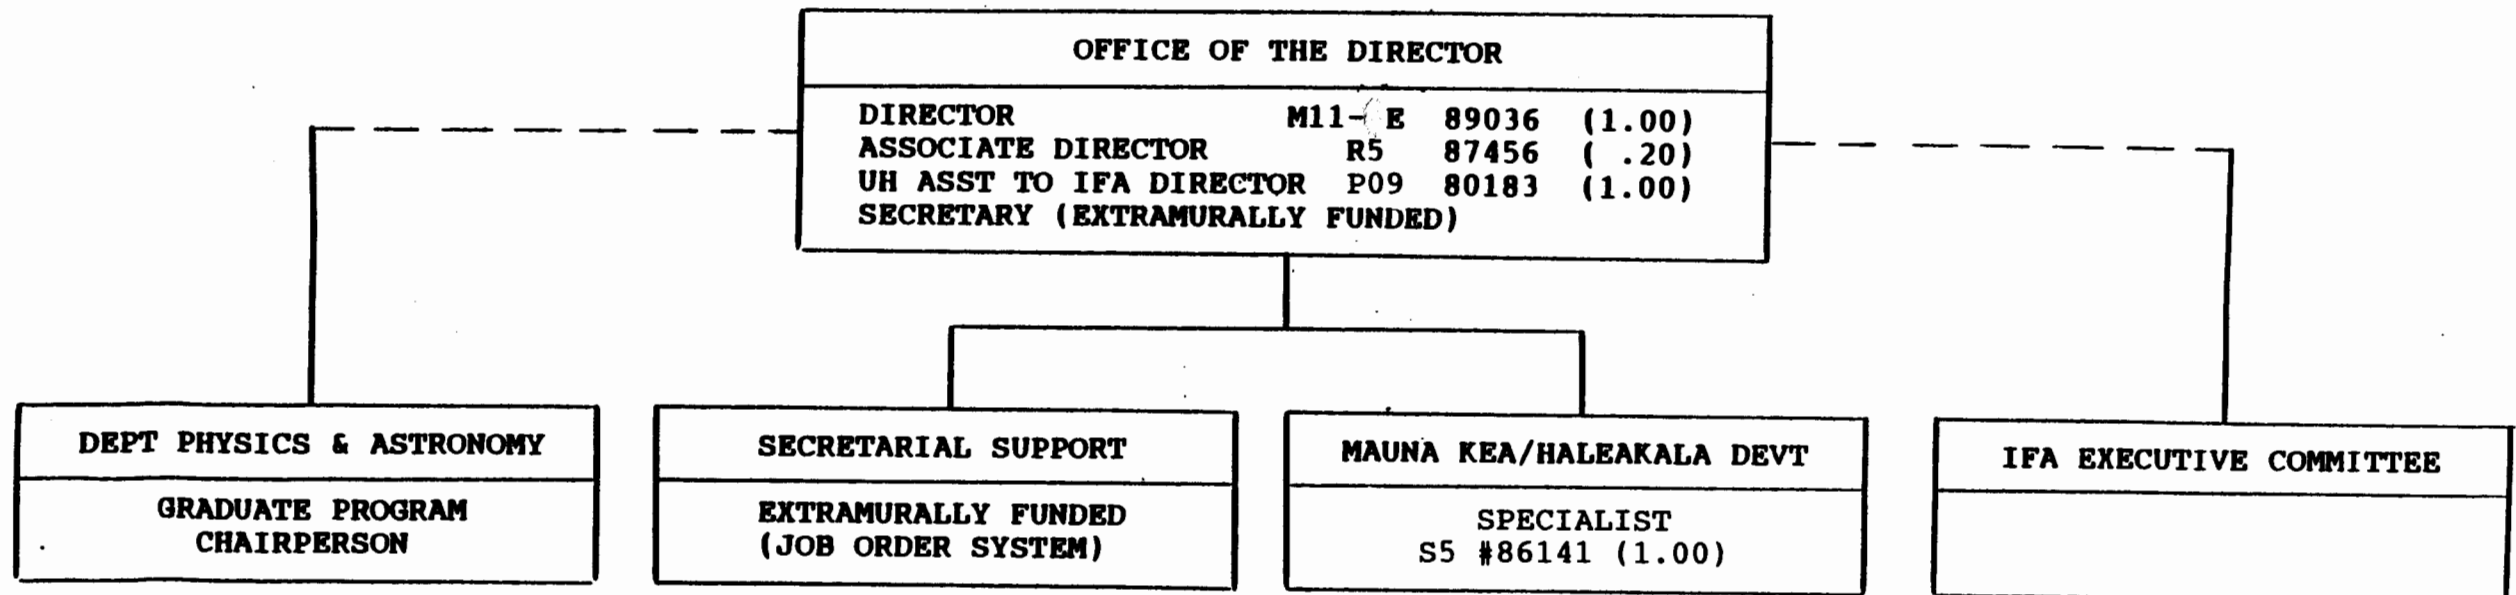 OFFICE OF THE DIRECTOR
DIRECTOR M11- E 89036 (1.00)
ASSOCIATE DIRECTOR R5 87456 ( .20)
UH ASST TO IFA DIRECTOR P09 80183 (1.00)
SECRETARY (EXTRAMURALLY FUNDED)
DEPT PHYSICS & ASTRONOMY
GRADUATE PROGRAM
CHAIRPERSON
SECRETARIAL SUPPORT
EXTRAMURALLY FUNDED
(JOB ORDER SYSTEM)
MAUNA KEA/HALEAKALA DEVT
SPECIALIST
S5 #86141 (1.00)
IFA EXECUTIVE COMMITTEE